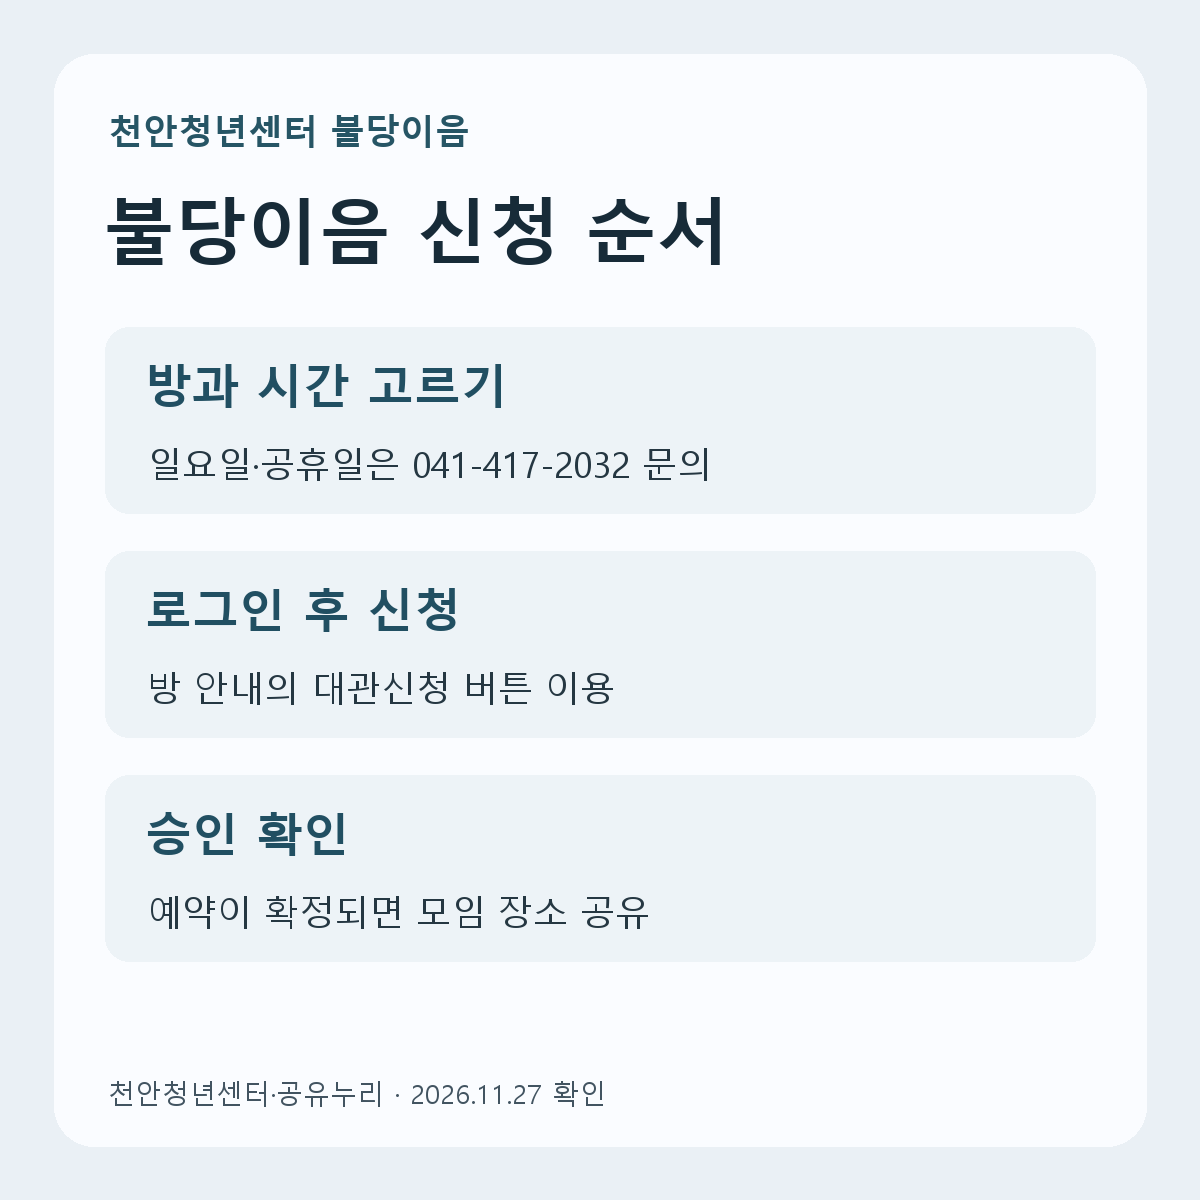 천안청년센터 불당이음
불당이음 신청 순서
방과 시간 고르기
일요일·공휴일은 041-417-2032 문의
로그인 후 신청
방 안내의 대관신청 버튼 이용
승인 확인
예약이 확정되면 모임 장소 공유
천안청년센터·공유누리 · 2026.11.27 확인